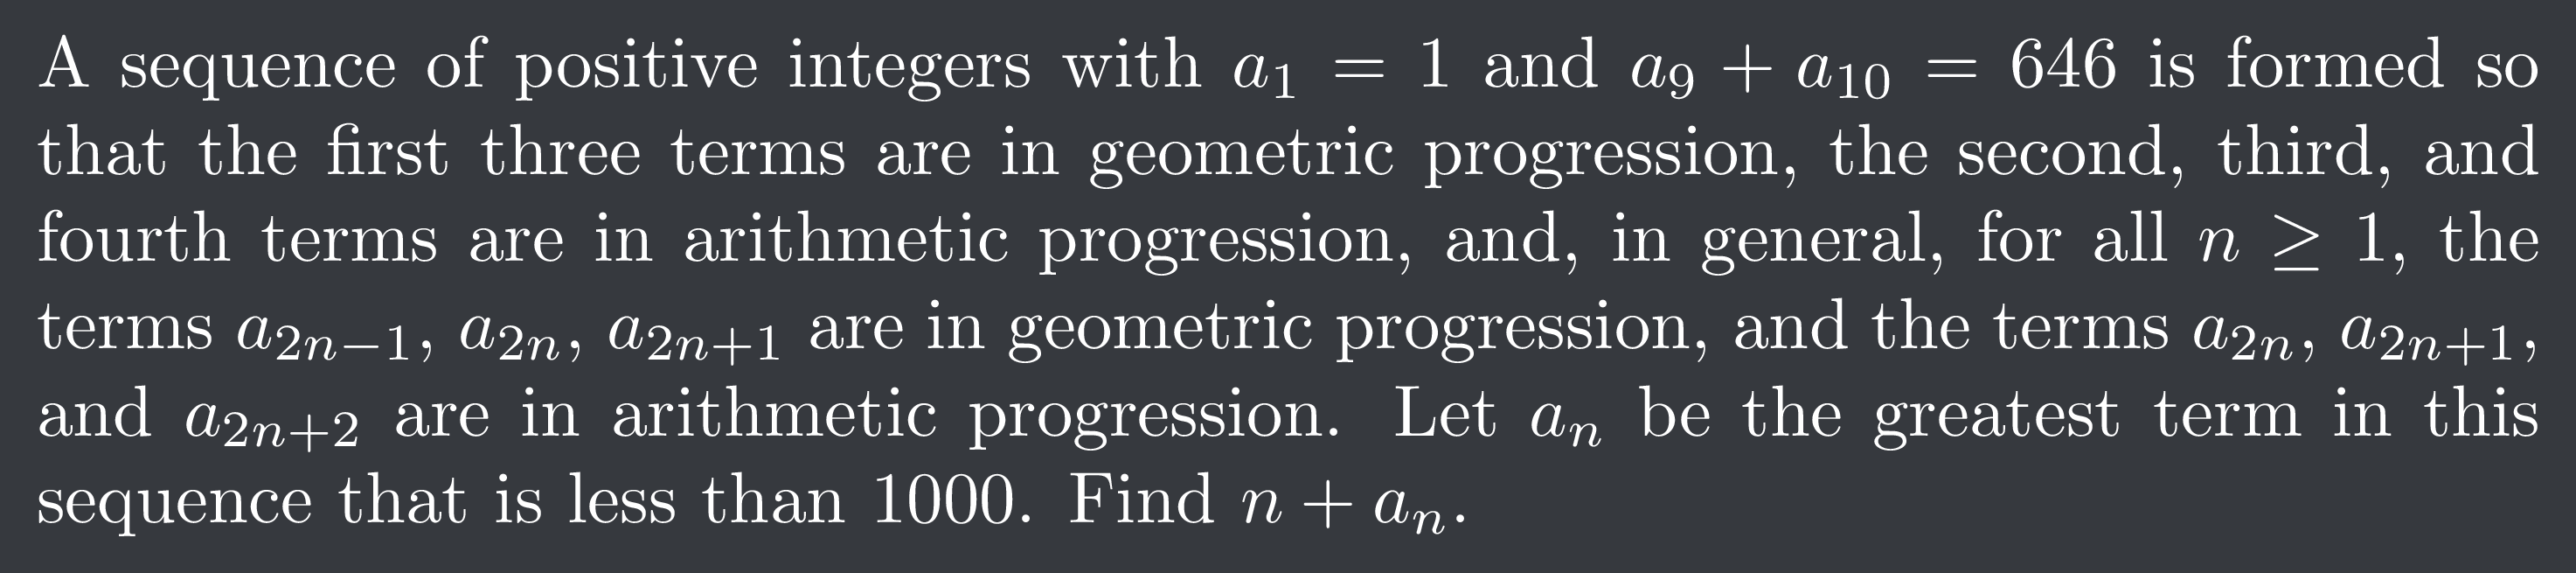 A sequence of positive integers with $a_1 = 1$ and $a_9 + a_{10} = 646$ is formed so
that the first three terms are in geometric progression, the second, third, and
fourth terms are in arithmetic progression, and, in general, for all $n \geq 1$, the
terms $a_{2n-1}$, $a_{2n}$, $a_{2n+1}$ are in geometric progression, and the terms $a_{2n}$, $a_{2n+1}$,
and $a_{2n+2}$ are in arithmetic progression. Let $a_n$ be the greatest term in this
sequence that is less than 1000. Find $n + a_n$.